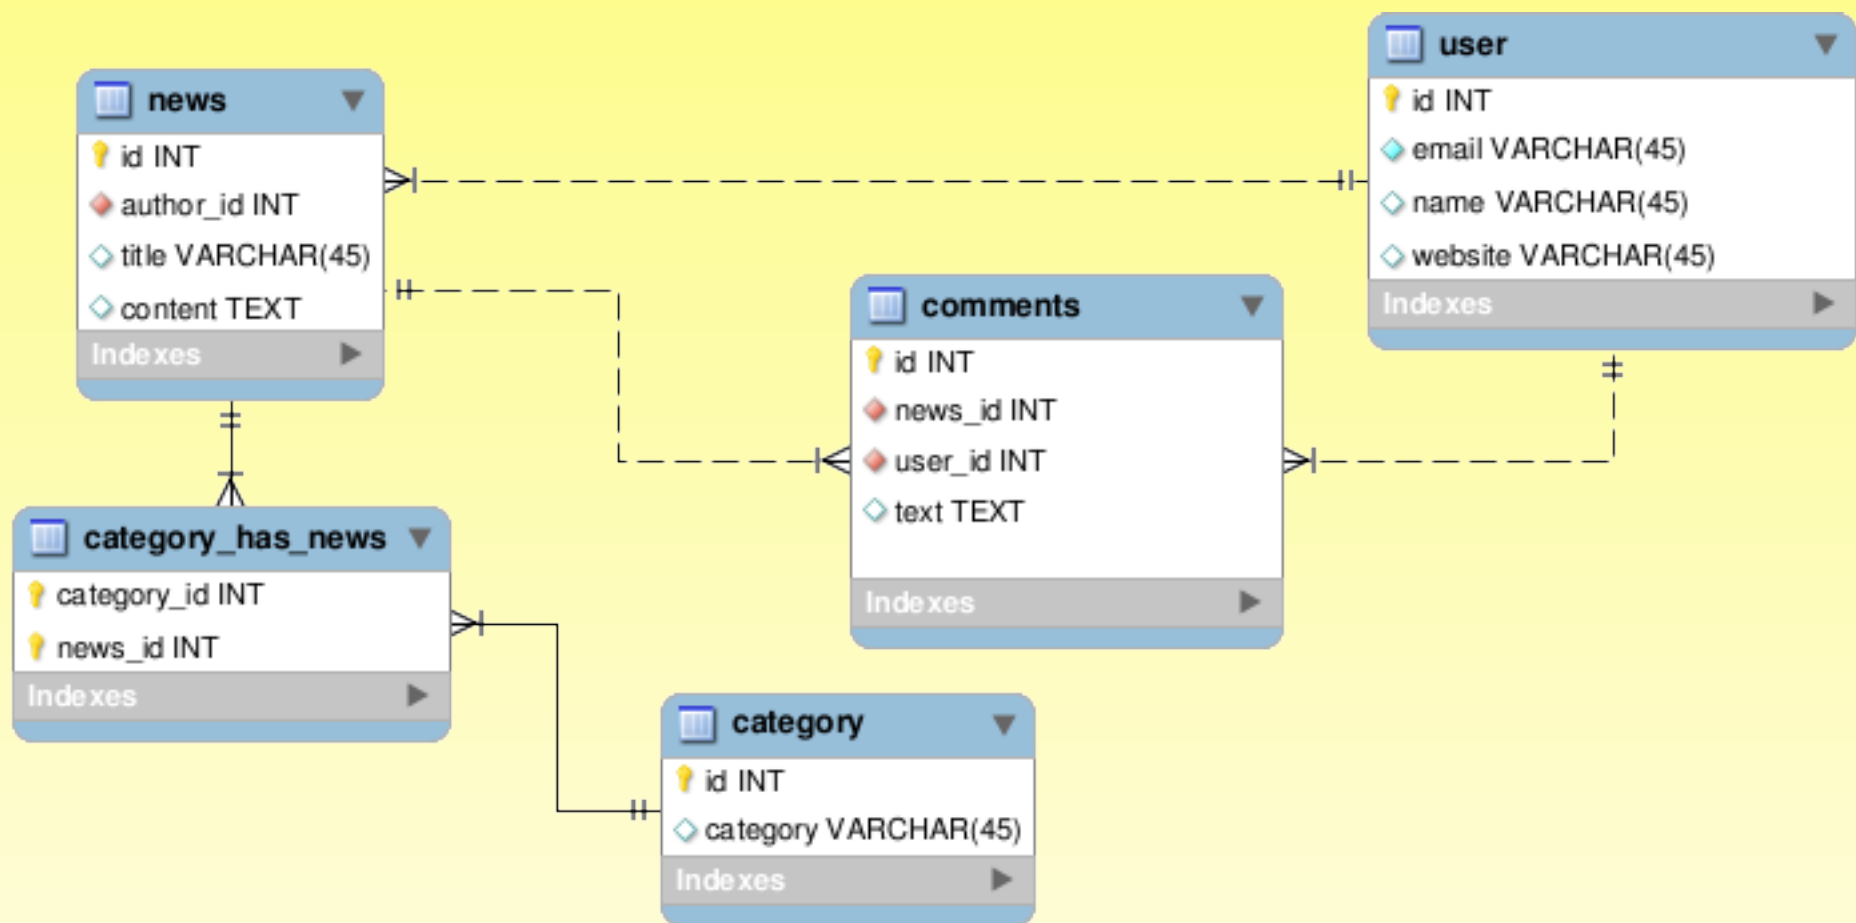 news
id INT
author_id INT
title VARCHAR(45)
content TEXT
Indexes
user
id INT
email VARCHAR(45)
name VARCHAR(45)
website VARCHAR(45)
Indexes
comments
id INT
news_id INT
user_id INT
text TEXT
Indexes
category_has_news
category_id INT
news_id INT
Indexes
category
id INT
category VARCHAR(45)
Indexes